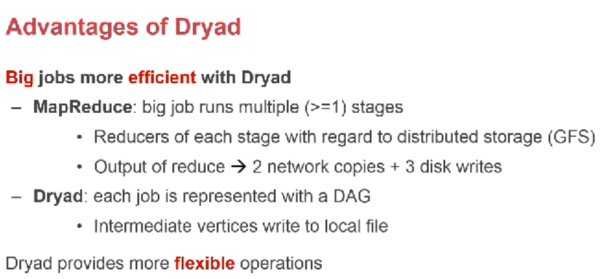 Advantages of Dryad
Big jobs more efficient with Dryad
– MapReduce: big job runs multiple (>=1) stages
• Reducers of each stage with regard to distributed storage (GFS)
• Output of reduce → 2 network copies + 3 disk writes
– Dryad: each job is represented with a DAG
• Intermediate vertices write to local file
Dryad provides more flexible operations